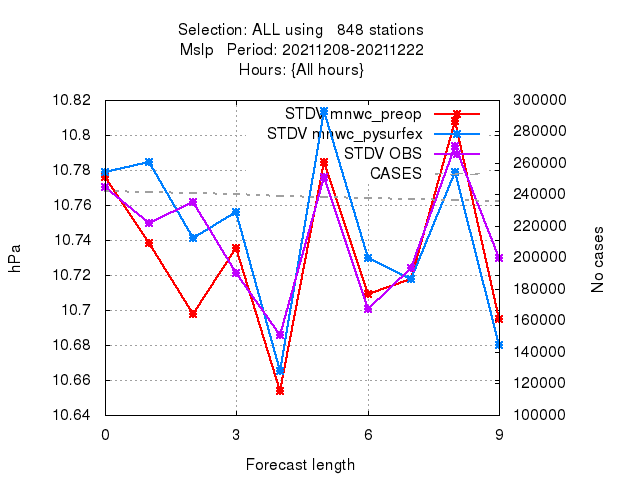 Selection: ALL using   848 stations
Mslp   Period: 20211208-20211222
Hours: {All hours}
STDV mnwc_preop
STDV mnwc_pysurfex
STDV OBS
CASES
hPa
10.82
10.8
10.78
10.76
10.74
10.72
10.7
10.68
10.66
10.64
300000
280000
260000
240000
220000
200000
180000
160000
140000
120000
100000
No cases
0 3 6 9
Forecast length